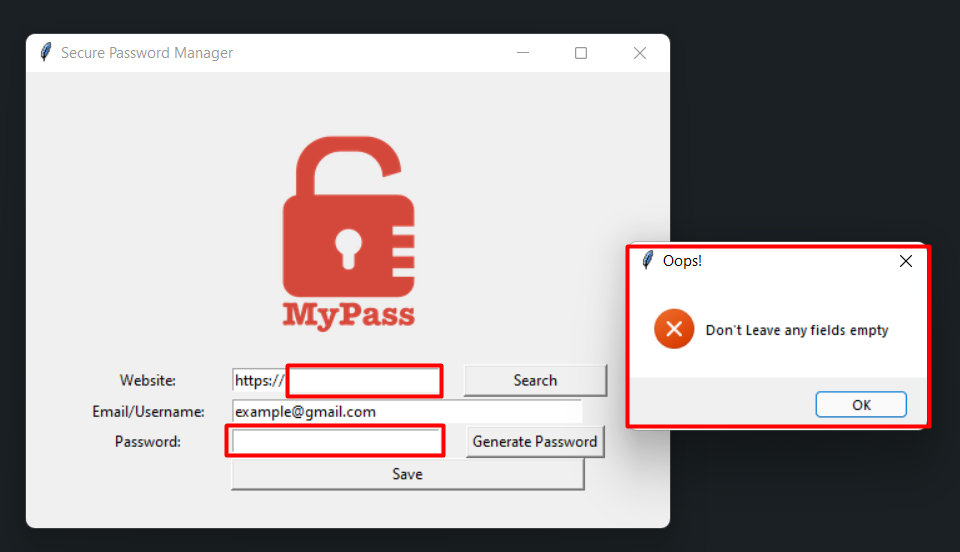 Secure Password Manager
MyPass
Oops!
Don't Leave any fields empty
OK
Website:
https://
Search
Email/Username:
example@gmail.com
Password:
Generate Password
Save